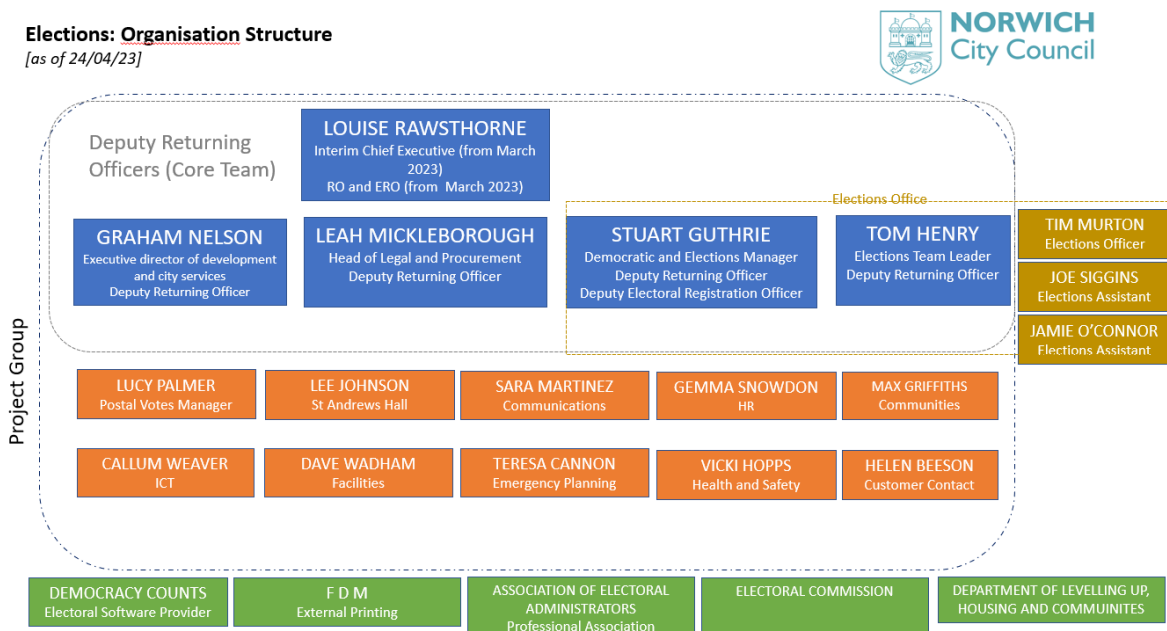 Elections: Organisation Structure
[as of 24/04/23]
NORWICH
City Council
Deputy Returning
Officers (Core Team)
LOUISE RAWSTHORNE
Interim Chief Executive (from March
2023)
RO and ERO (from March 2023)
Elections Office
GRAHAM NELSON
Executive director of development
and city services
Deputy Returning Officer
LEAH MICKLEBOROUGH
Head of Legal and Procurement
Deputy Returning Officer
STUART GUTHRIE
Democratic and Elections Manager
Deputy Returning Officer
Deputy Electoral Registration Officer
TOM HENRY
Elections Team Leader
Deputy Returning Officer
TIM MURTON
Elections Officer
JOE SIGGINS
Elections Assistant
JAMIE O’CONNOR
Elections Assistant
Project Group
LUCY PALMER
Postal Votes Manager
LEE JOHNSON
St Andrews Hall
SARA MARTINEZ
Communications
GEMMA SNOWDON
HR
MAX GRIFFITHS
Communities
CALLUM WEAVER
ICT
DAVE WADHAM
Facilities
TERESA CANNON
Emergency Planning
VICKI HOPPS
Health and Safety
HELEN BEESON
Customer Contact
DEMOCRACY COUNTS
Electoral Software Provider
F D M
External Printing
ASSOCIATION OF ELECTORAL
ADMINISTRATORS
Professional Association
ELECTORAL COMMISSION
DEPARTMENT OF LEVELLING UP,
HOUSING AND COMMUINITES